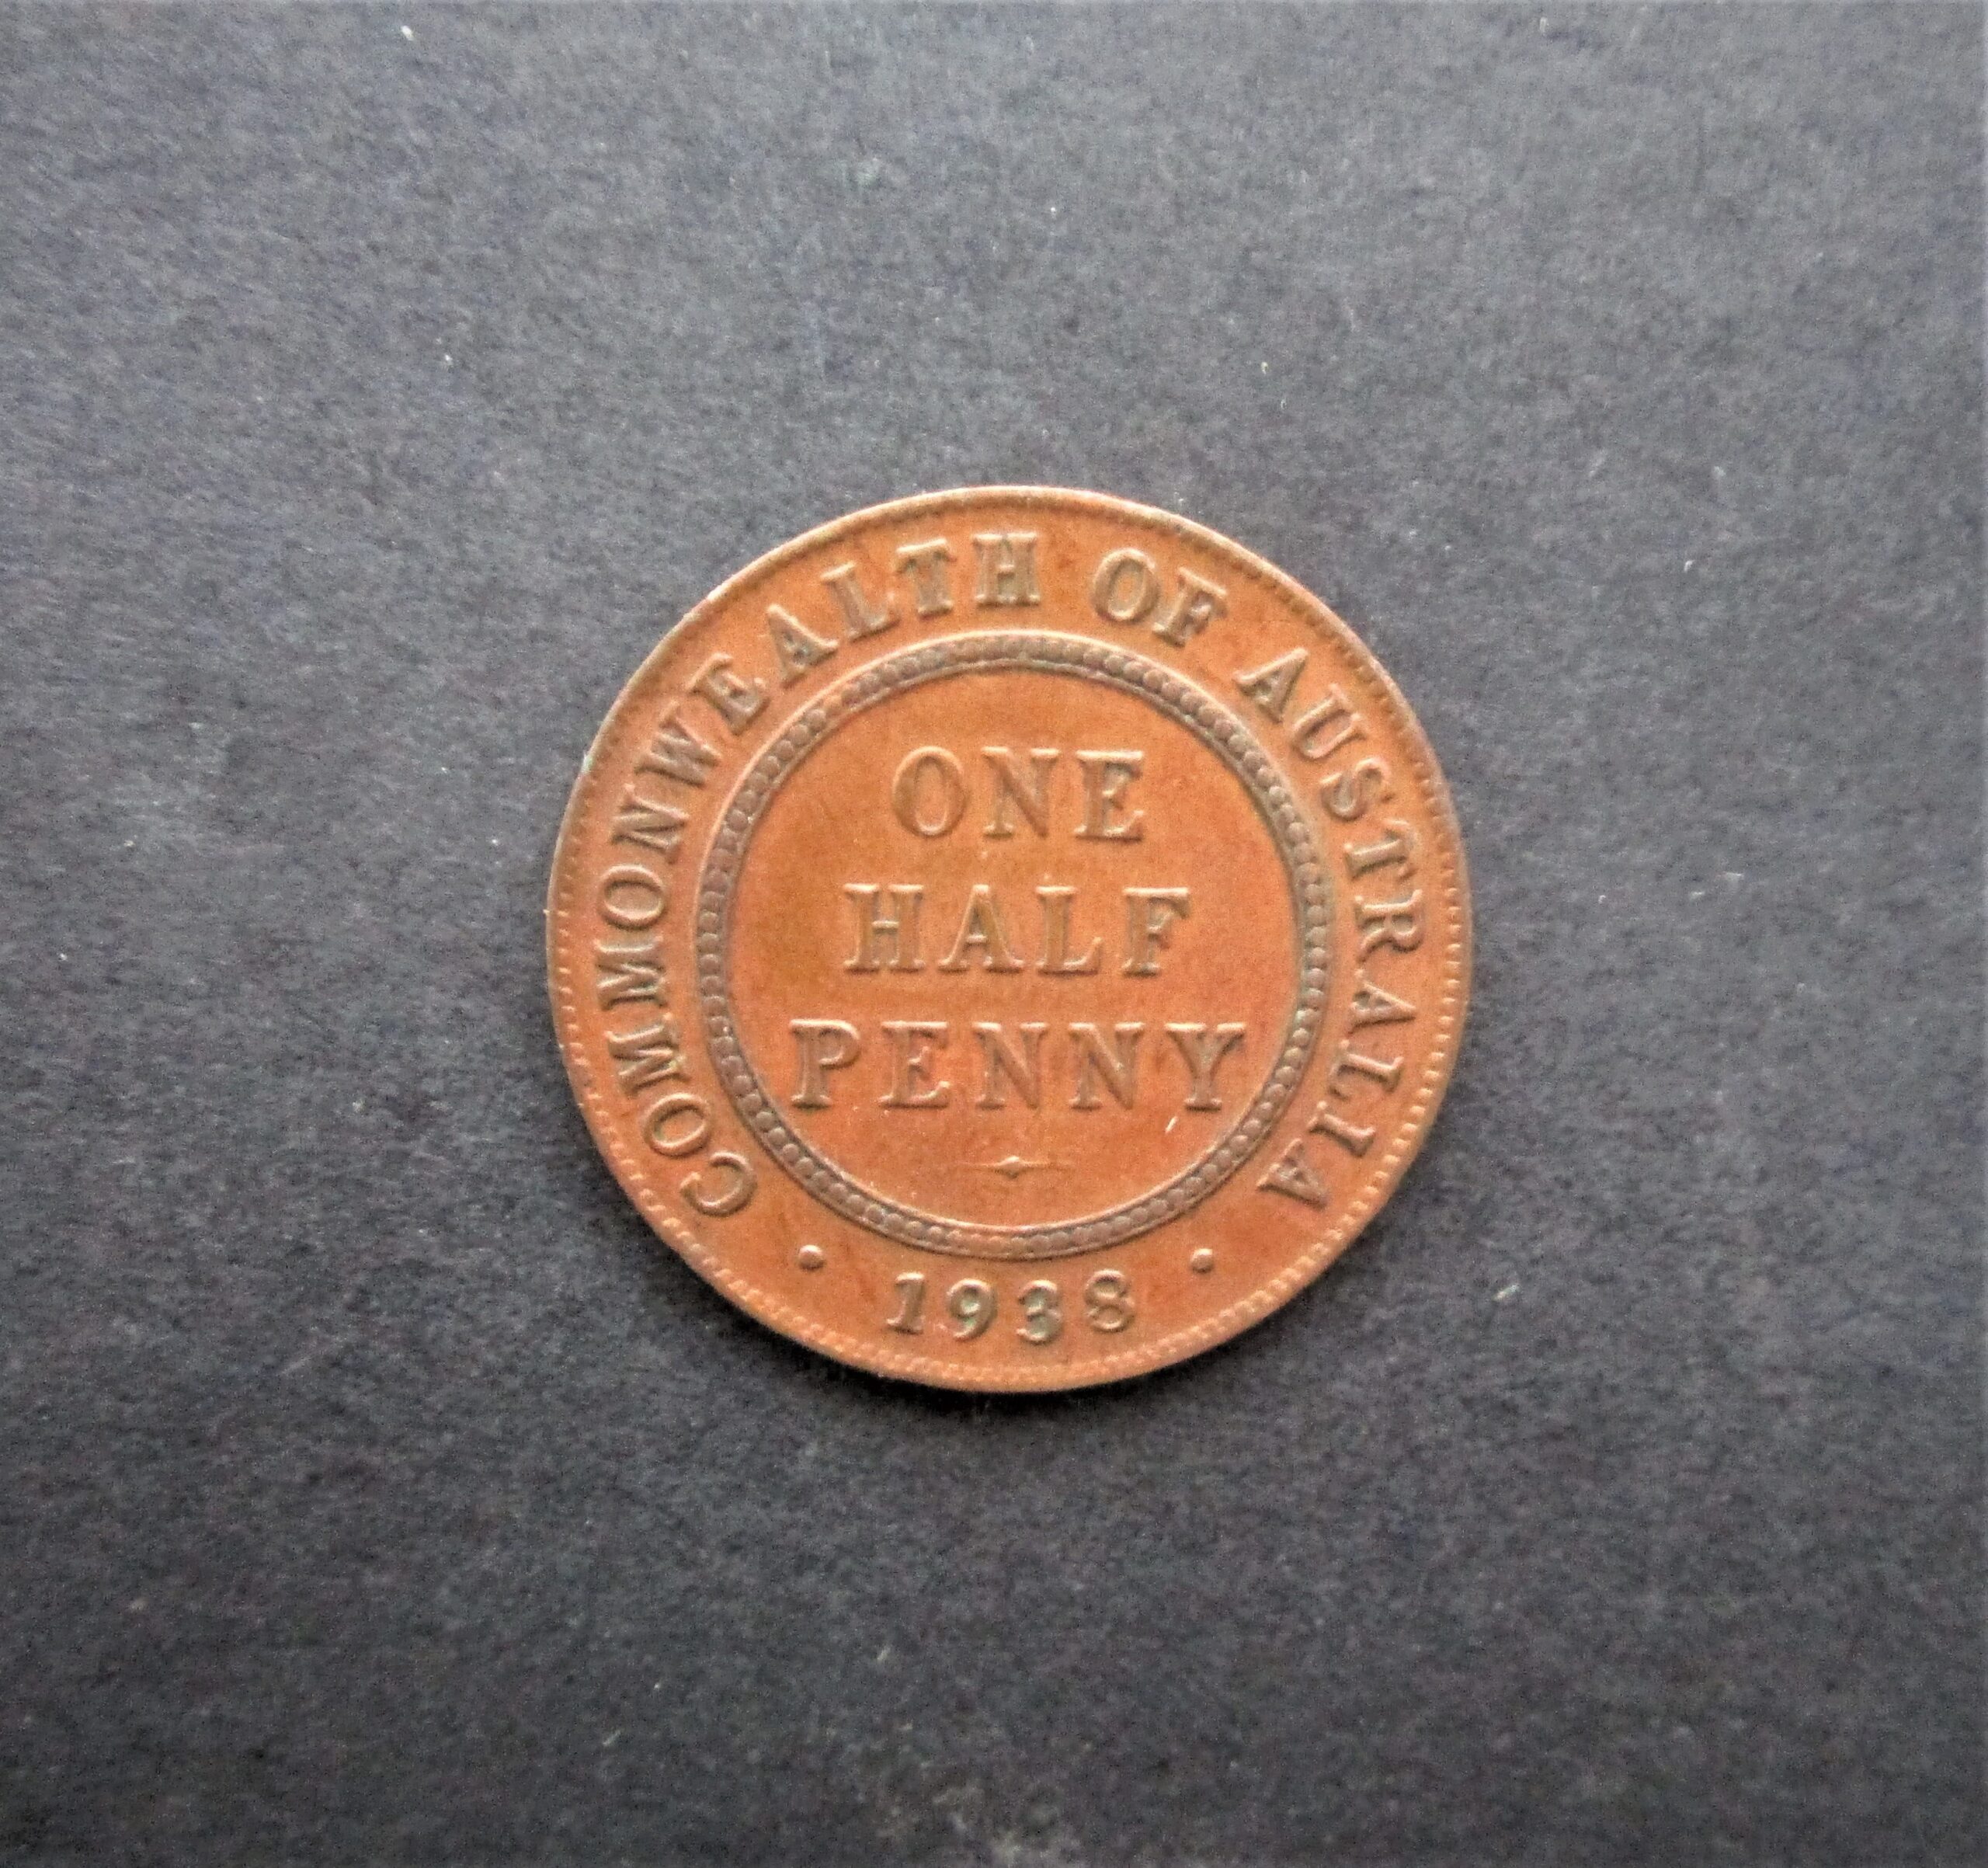 COMMONWEALTH OF AUSTRALIA
ONE
HALF
PENNY
· 1938 ·